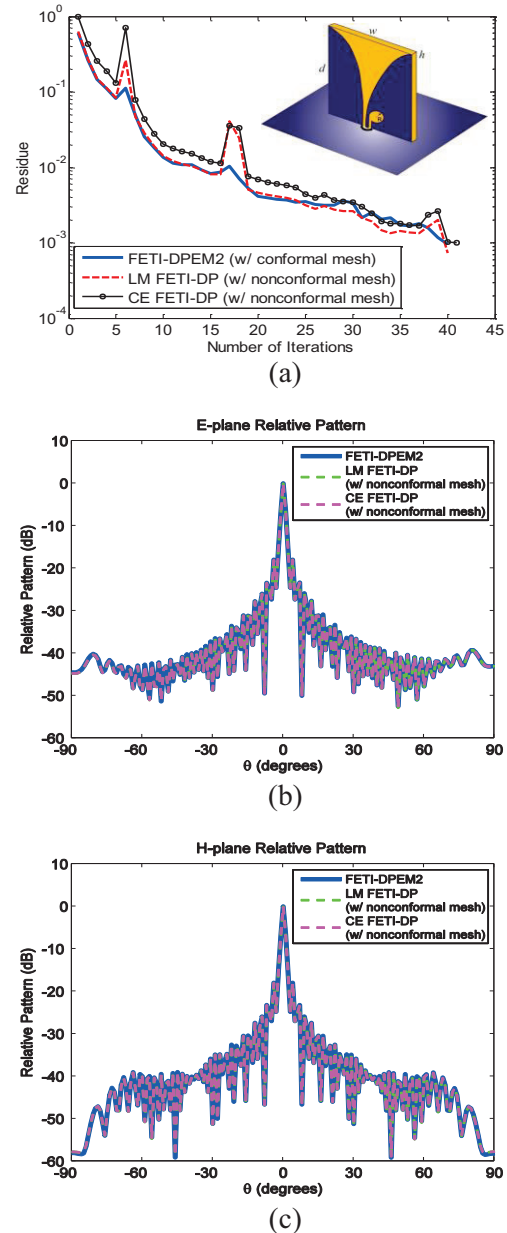 w
h
d
10^0
10^-1
10^-2
10^-3
10^-4
Residue
FETI-DPEM2 (w/ conformal mesh)
LM FETI-DP (w/ nonconformal mesh)
CE FETI-DP (w/ nonconformal mesh)
0 5 10 15 20 25 30 35 40 45
Number of Iterations
(a)
E-plane Relative Pattern
10
0
-10
-20
-30
-40
-50
-60
Relative Pattern (dB)
FETI-DPEM2
LM FETI-DP
(w/ nonconformal mesh)
CE FETI-DP
(w/ nonconformal mesh)
-90 -60 -30 0 30 60 90
θ (degrees)
(b)
H-plane Relative Pattern
10
0
-10
-20
-30
-40
-50
-60
Relative Pattern (dB)
FETI-DPEM2
LM FETI-DP
(w/ nonconformal mesh)
CE FETI-DP
(w/ nonconformal mesh)
-90 -60 -30 0 30 60 90
θ (degrees)
(c)